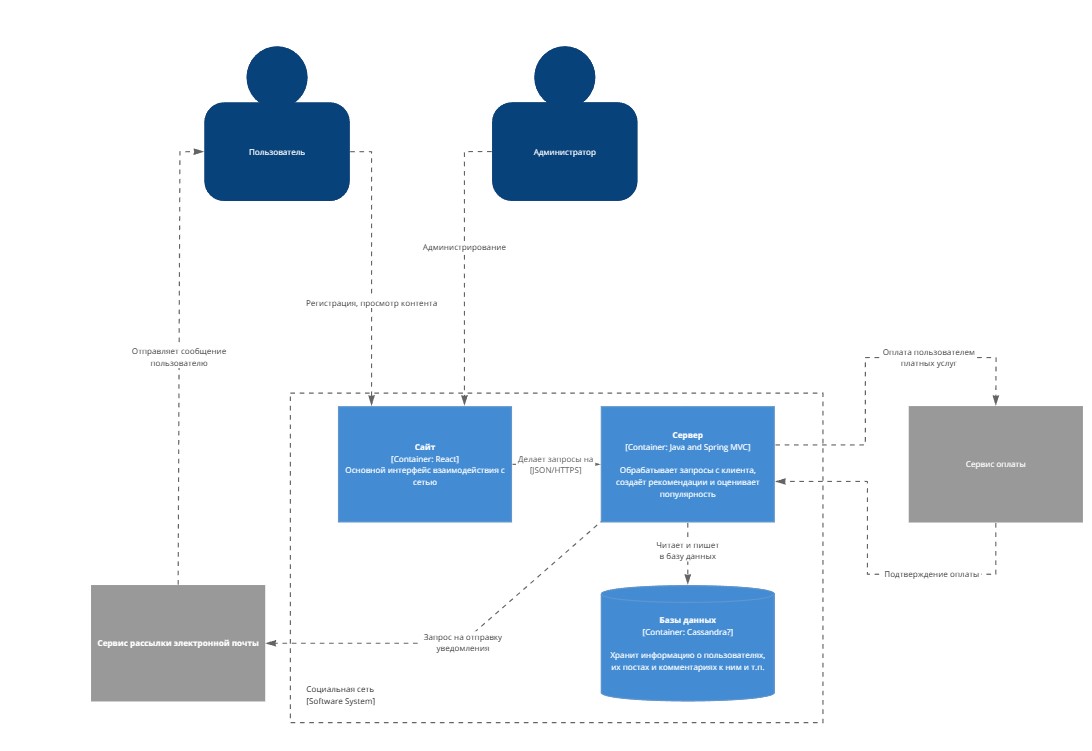 Пользователь
Администратор
Администрирование
Регистрация, просмотр контента
Отправляет сообщение
пользователю
Оплата пользователем
платных услуг
Сайт
[Container: React]
Основной интерфейс взаимодействия с
сетью
Делает запросы на
[JSON/HTTPS]
Сервер
[Container: Java and Spring MVC]
Обрабатывает запросы с клиента,
создаёт рекомендации и оценивает
популярность
Сервис оплаты
Читает и пишет
в базу данных
Подтверждение оплаты
Сервис рассылки электронной почты
Запрос на отправку
уведомления
Базы данных
[Container: Cassandra?]
Хранит информацию о пользователях,
их постах и комментариях к ним и т.п.
Социальная сеть
[Software System]